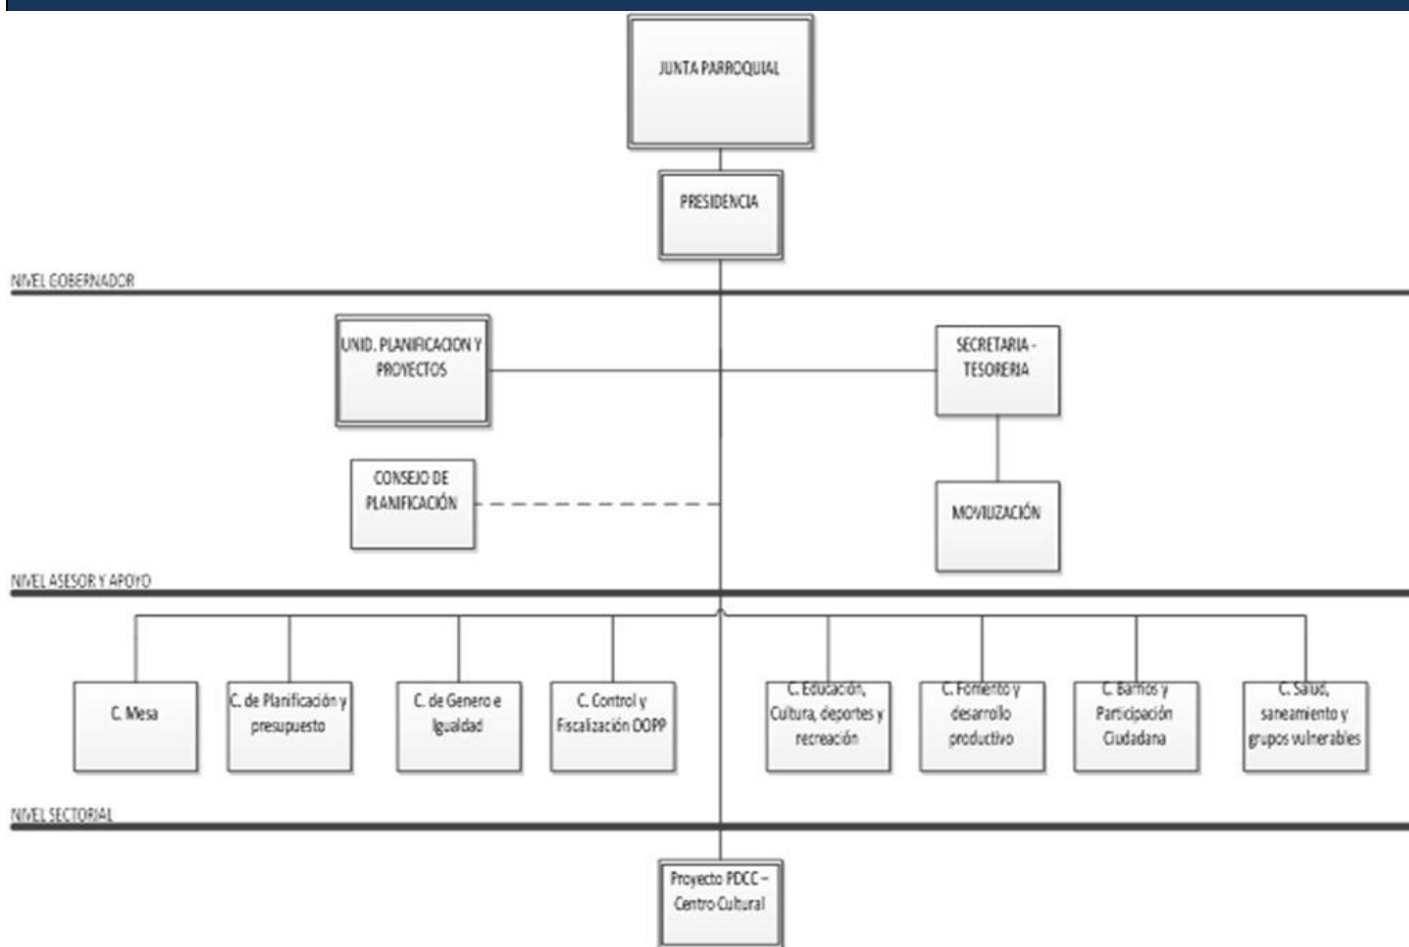 JUNTA PARROQUIAL
PRESIDENCIA
NIVEL GOBERNADOR
UNID. PLANIFICACION Y
PROYECTOS
SECRETARIA -
TESORERIA
CONSEJO DE
PLANIFICACIÓN
MOVILIZACIÓN
NIVEL ASESOR Y APOYO
C. Mesa
C. de Planificación y
presupuesto
C. de Genero e
Igualdad
C. Control y
Fiscalización OOPP
C. Educación,
Cultura, deportes y
recreación
C. Fomento y
desarrollo
productivo
C. Barrios y
Participación
Ciudadana
C. Salud,
saneamiento y
grupos vulnerables
NIVEL SECTORIAL
Proyecto PDCC –
Centro Cultural